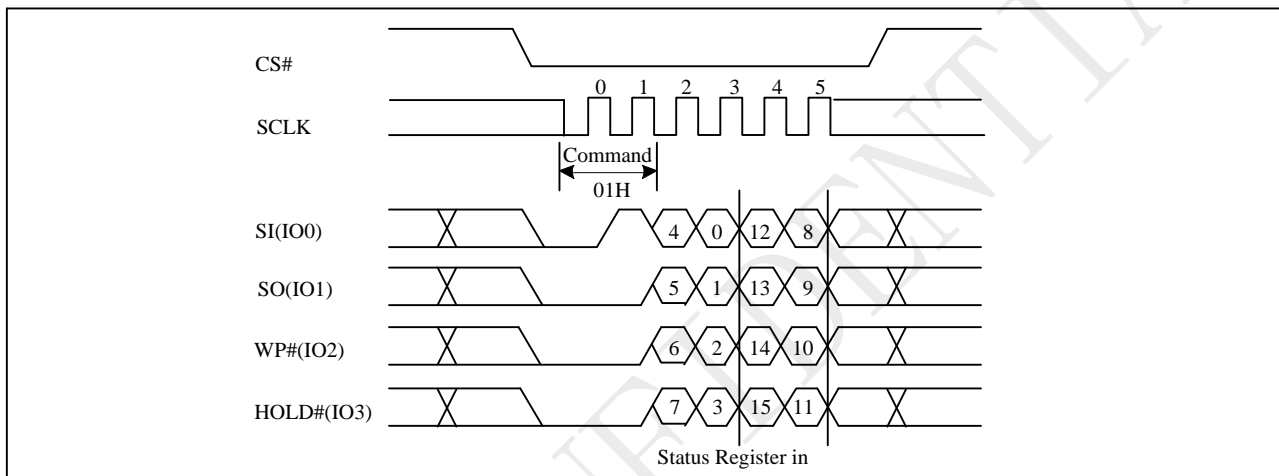 CS#
0 1 2 3 4 5
SCLK
Command
01H
SI(IO0) 4 0 12 8
SO(IO1) 5 1 13 9
WP#(IO2) 6 2 14 10
HOLD#(IO3) 7 3 15 11
Status Register in